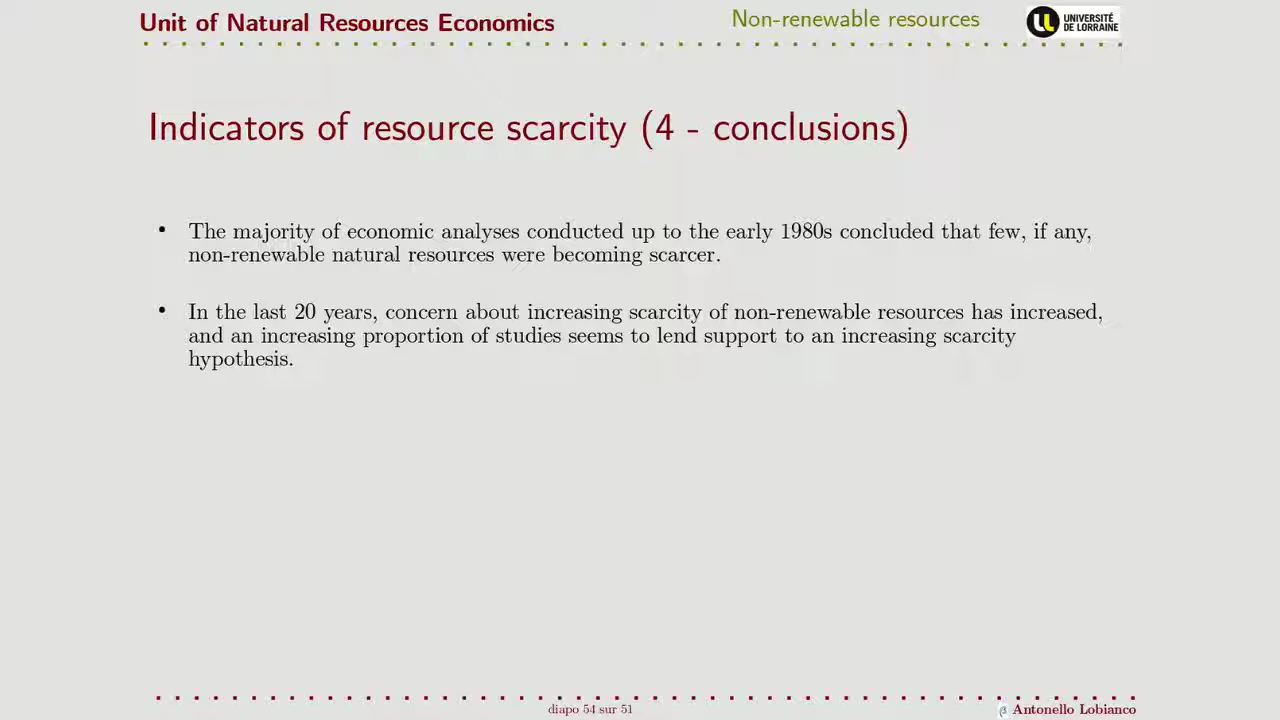 Unit of Natural Resources Economics
Non-renewable resources
UNIVERSITÉ
DE LORRAINE
Indicators of resource scarcity (4 - conclusions)
• The majority of economic analyses conducted up to the early 1980s concluded that few, if any,
non-renewable natural resources were becoming scarcer.
• In the last 20 years, concern about increasing scarcity of non-renewable resources has increased,
and an increasing proportion of studies seems to lend support to an increasing scarcity
hypothesis.
diapo 54 sur 51
Antonello Lobianco